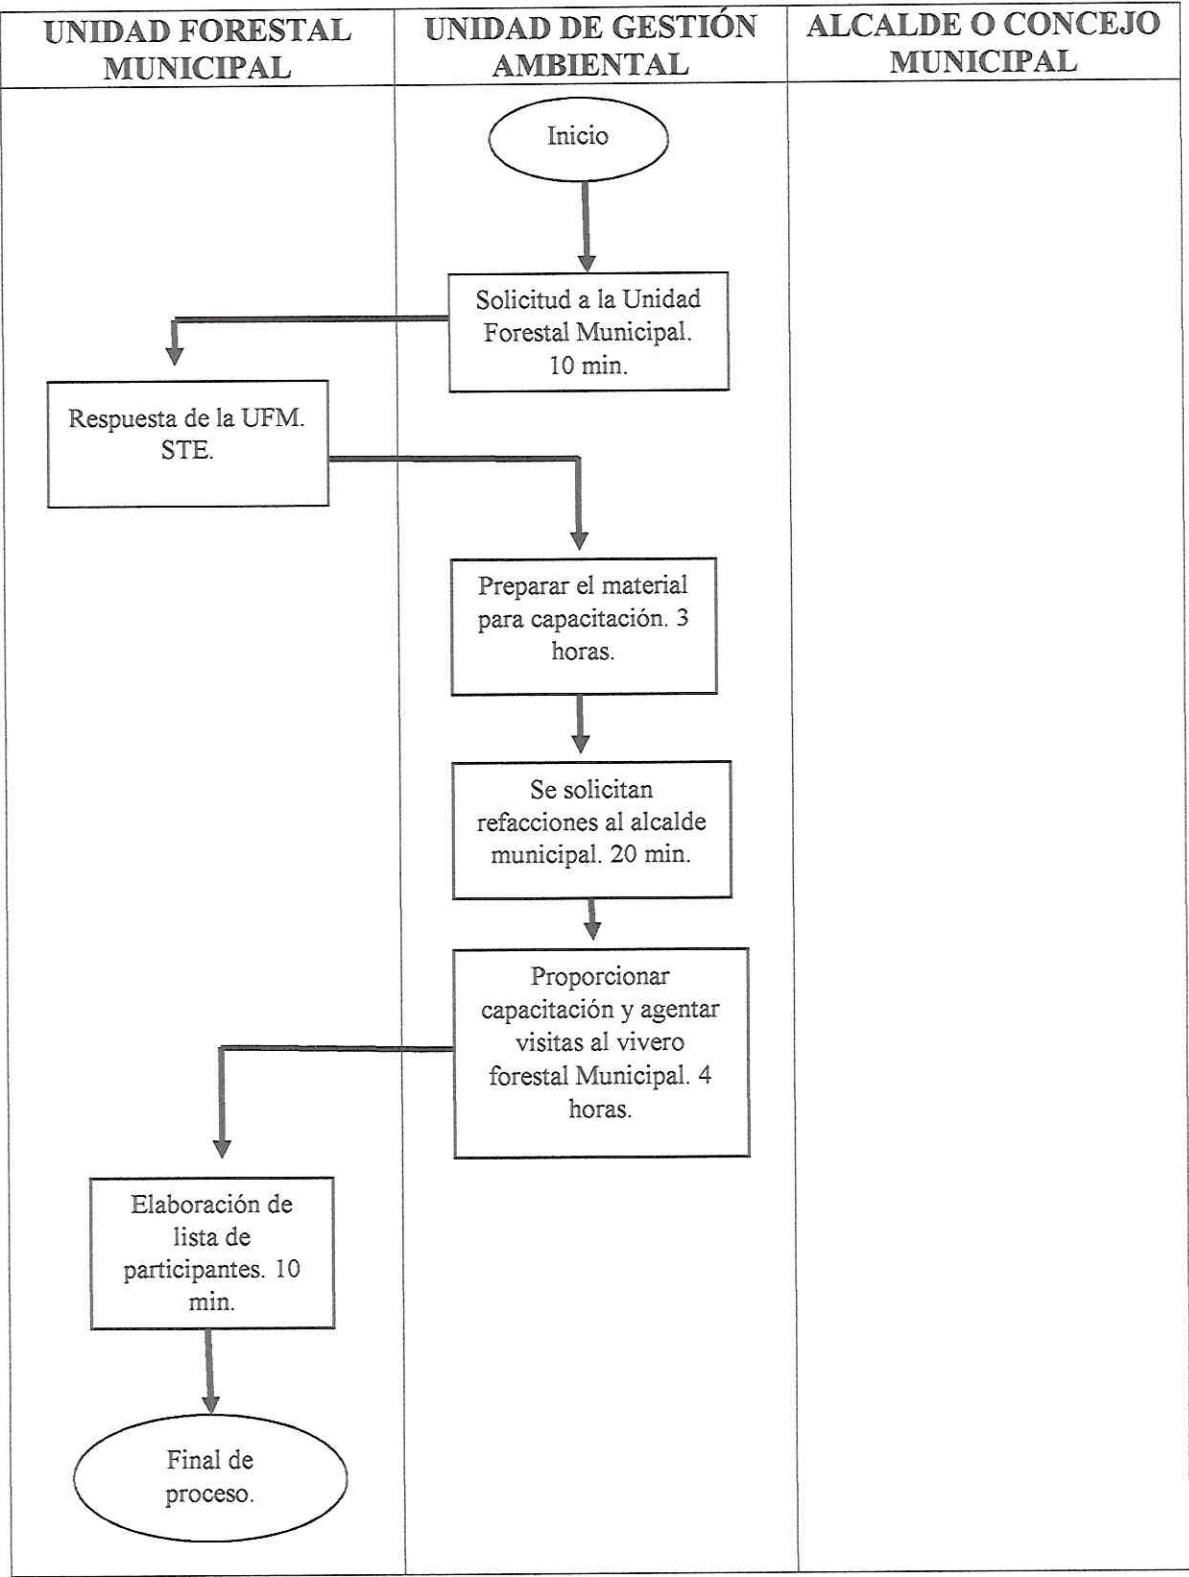 UNIDAD FORESTAL
MUNICIPAL
UNIDAD DE GESTIÓN
AMBIENTAL
ALCALDE O CONCEJO
MUNICIPAL
Inicio
Solicitud a la Unidad
Forestal Municipal.
10 min.
Respuesta de la UFM.
STE.
Preparar el material
para capacitación. 3
horas.
Se solicitan
refacciones al alcalde
municipal. 20 min.
Proporcionar
capacitación y agentar
visitas al vivero
forestal Municipal. 4
horas.
Elaboración de
lista de
participantes. 10
min.
Final de
proceso.